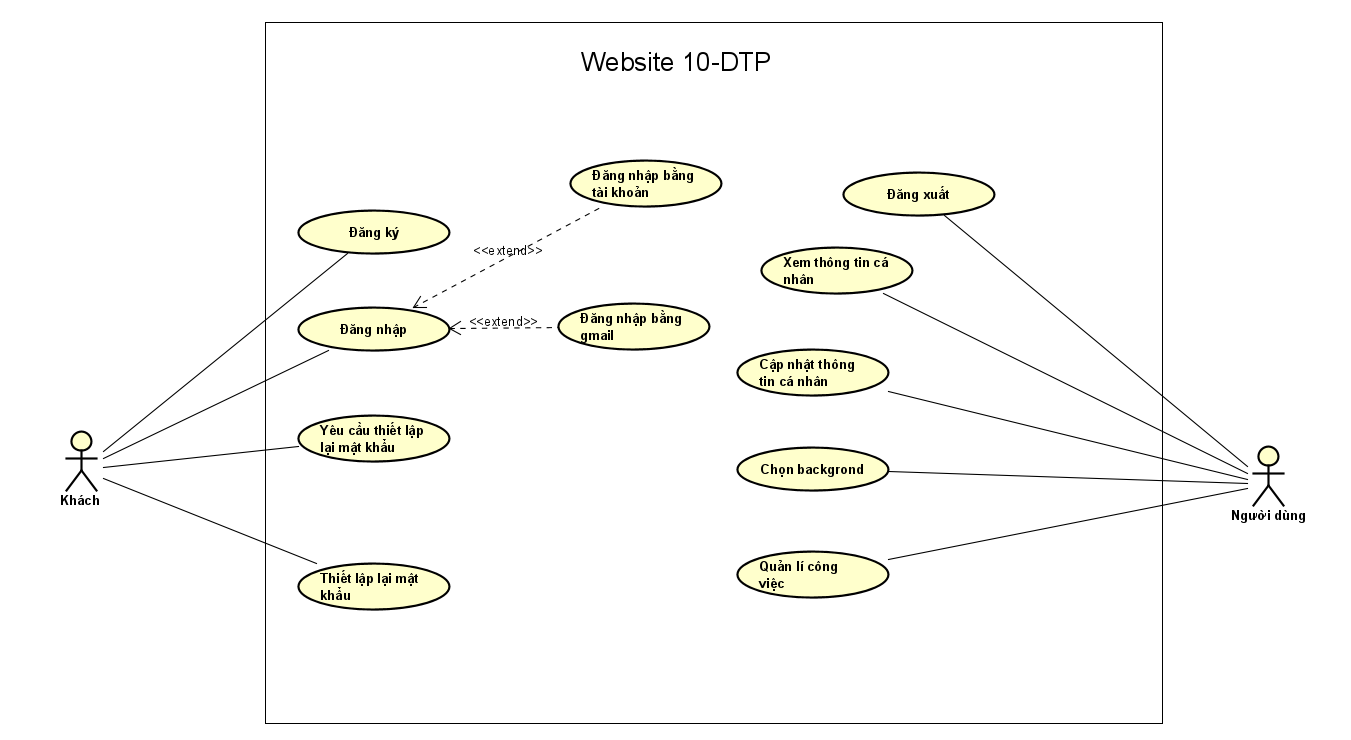 Website 10-DTP
Đăng nhập bằng
tài khoản
Đăng xuất
Đăng ký
<<extend>>
Xem thông tin cá
nhân
Đăng nhập
<<extend>>
Đăng nhập bằng
gmail
Cập nhật thông
tin cá nhân
Yêu cầu thiết lập
lại mật khẩu
Chọn backgrond
Khách
Người dùng
Thiết lập lại mật
khẩu
Quản lí công
việc